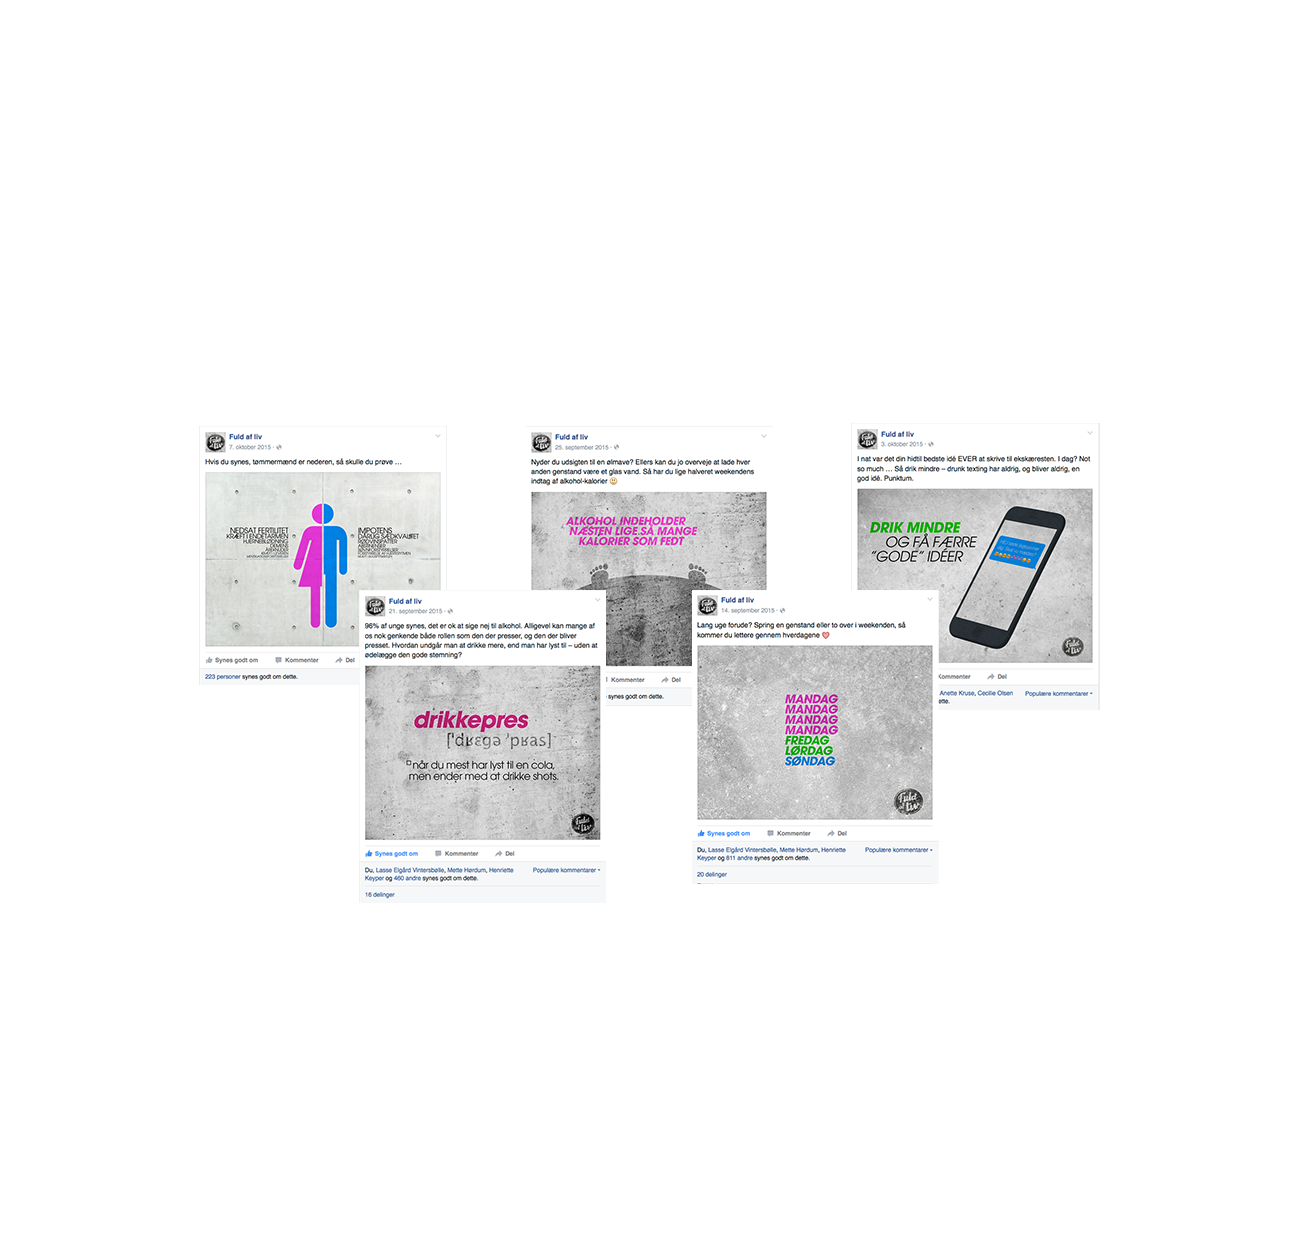 Fuld af liv
7. oktober 2015
Hvis du synes, tømmermænd er nederen, så skulle du prøve ...
NEDSAT FERTILITET
KRÆFT I ENDETARMEN
HJERNEBLØDNING
DEMENS
IMPOTENS
DÅRLIG SÆDKVALITET
RØDVINSPATTER
ABSTINENSER
SØVNFORSTYRRELSER
Synes godt om Kommenter Del
223 personer synes godt om dette.
Fuld af liv
25. september 2015
Nyder du udsigten til en ølmave? Ellers kan du jo overveje at lade hver
anden genstand være et glas vand. Så har du lige halveret weekendens
indtag af alkohol-kalorier
ALKOHOL INDEHOLDER
NÆSTEN LIGE SÅ MANGE
KALORIER SOM FEDT
Kommenter Del
synes godt om dette.
Fuld af liv
3. oktober 2015
I nat var det din hidtil bedste idé EVER at skrive til ekskæresten. I dag? Not
so much ... Så drik mindre – drunk texting har aldrig, og bliver aldrig, en
god idé. Punktum.
DRIK MINDRE
OG FÅ FÆRRE
"GODE" IDÉER
Kommenter Del
Anette Kruse, Cecilie Olsen
Populære kommentarer
Fuld af liv
21. september 2015
96% af unge synes, det er ok at sige nej til alkohol. Alligevel kan mange af
os nok genkende både rollen som den der presser, og den der bliver
presset. Hvordan undgår man at drikke mere, end man har lyst til – uden at
ødelægge den gode stemning?
drikkepres
['dʁɛgə 'pʁas]
når du mest har lyst til en cola,
men ender med at drikke shots.
Fuld af liv
Synes godt om Kommenter Del
Du, Lasse Elgård Vintersbølle, Mette Hørdum, Henriette
Keyper og 460 andre synes godt om dette.
Populære kommentarer
16 delinger
Fuld af liv
14. september 2015
Lang uge forude? Spring en genstand eller to over i weekenden, så
kommer du lettere gennem hverdagene
MANDAG
MANDAG
MANDAG
MANDAG
FREDAG
LØRDAG
SØNDAG
Fuld af liv
Synes godt om Kommenter Del
Du, Lasse Elgård Vintersbølle, Mette Hørdum, Henriette
Keyper og 811 andre synes godt om dette.
Populære kommentarer
20 delinger